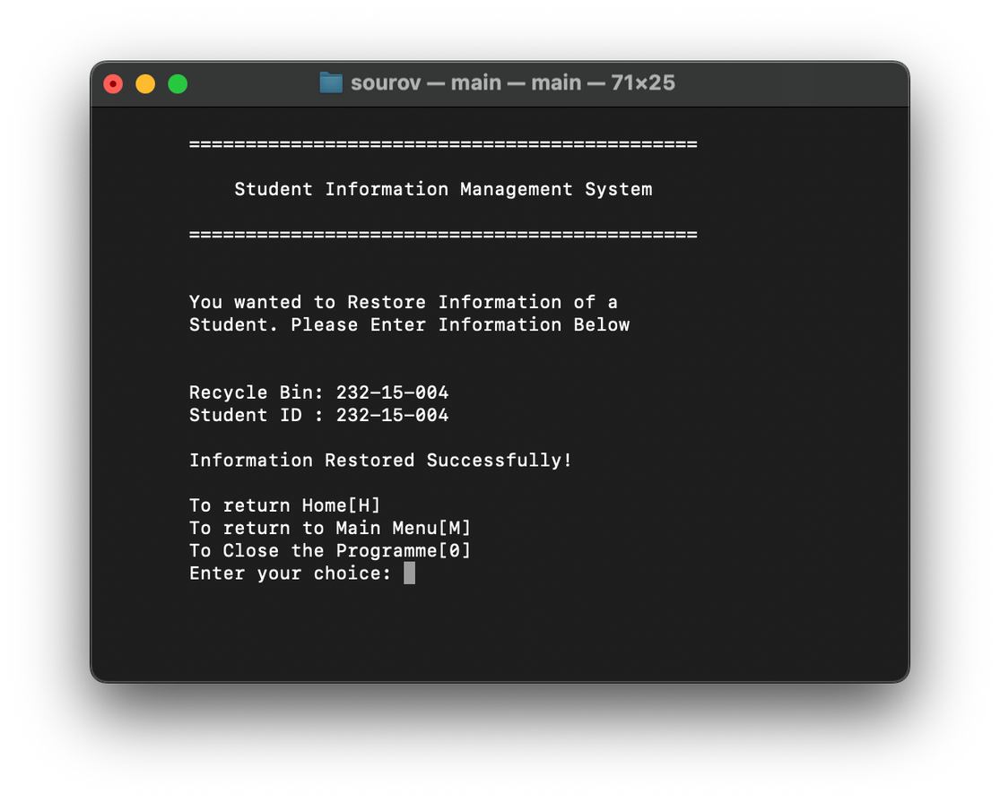 sourov — main — main — 71×25
=============================================
Student Information Management System
=============================================
You wanted to Restore Information of a
Student. Please Enter Information Below
Recycle Bin: 232-15-004
Student ID : 232-15-004
Information Restored Successfully!
To return Home[H]
To return to Main Menu[M]
To Close the Programme[0]
Enter your choice: